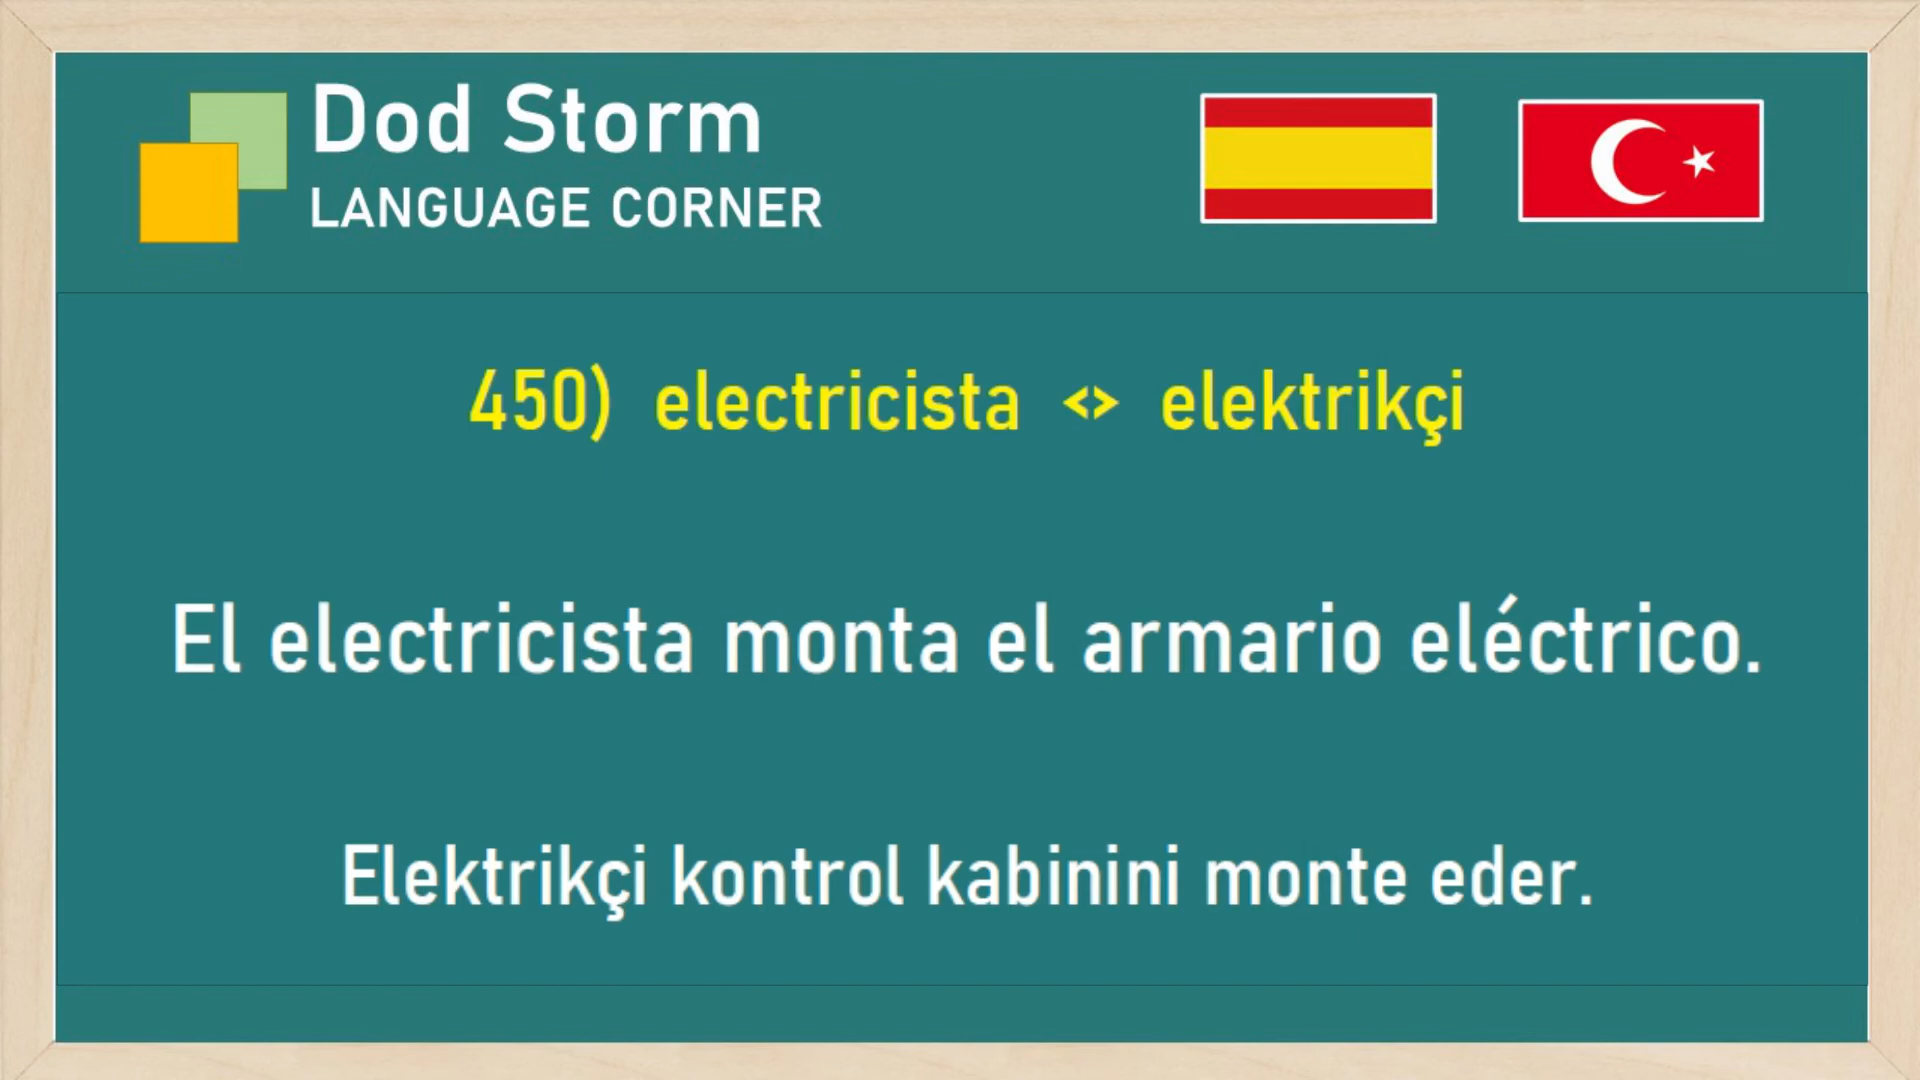 Dod Storm
LANGUAGE CORNER
450) electricista <> elektrikçi
El electricista monta el armario eléctrico.
Elektrikçi kontrol kabinini monte eder.